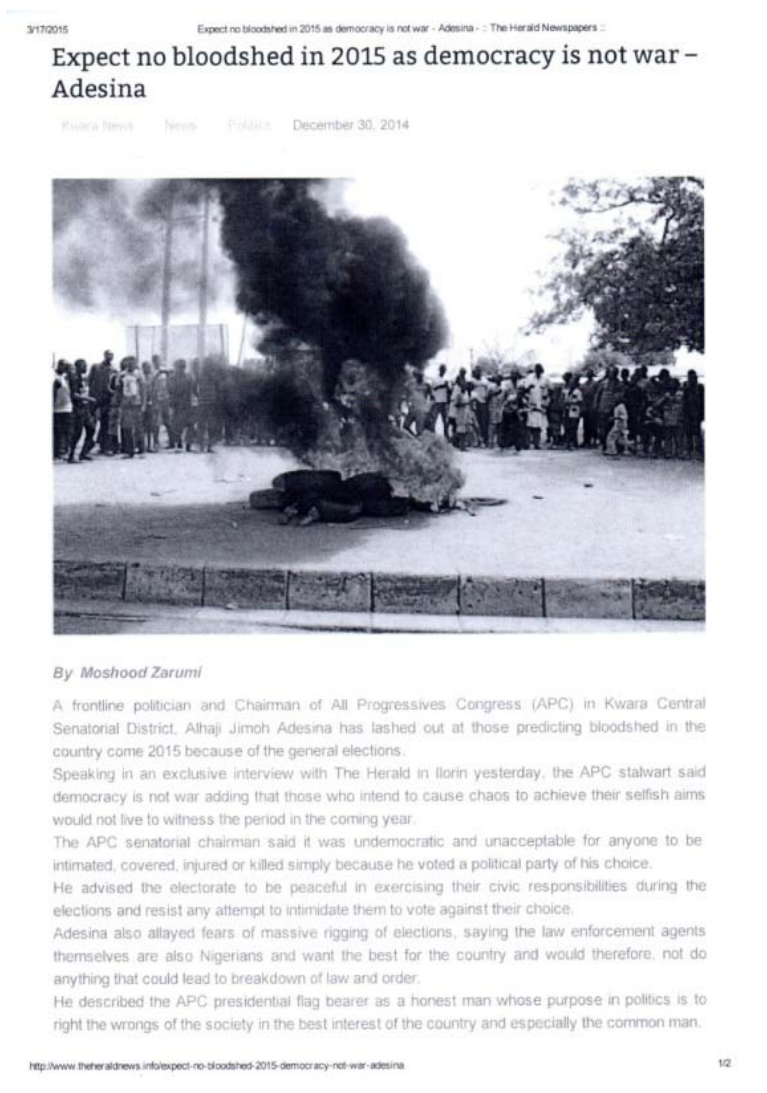 3/17/2015 Expect no bloodshed in 2015 as democracy is not war - Adesina - :: The Herald Newspapers ::
Expect no bloodshed in 2015 as democracy is not war –
Adesina
Kwara News News Politics December 30, 2014
By Moshood Zarumi
A frontline politician and Chairman of All Progressives Congress (APC) in Kwara Central
Senatorial District, Alhaji Jimoh Adesina has lashed out at those predicting bloodshed in the
country come 2015 because of the general elections.
Speaking in an exclusive interview with The Herald in Ilorin yesterday, the APC stalwart said
democracy is not war adding that those who intend to cause chaos to achieve their selfish aims
would not live to witness the period in the coming year.
The APC senatorial chairman said it was undemocratic and unacceptable for anyone to be
intimated, covered, injured or killed simply because he voted a political party of his choice.
He advised the electorate to be peaceful in exercising their civic responsibilities during the
elections and resist any attempt to intimidate them to vote against their choice.
Adesina also allayed fears of massive rigging of elections, saying the law enforcement agents
themselves are also Nigerians and want the best for the country and would therefore, not do
anything that could lead to breakdown of law and order.
He described the APC presidential flag bearer as a honest man whose purpose in politics is to
right the wrongs of the society in the best interest of the country and especially the common man.
http://www.theheraldnews.info/expect-no-bloodshed-2015-democracy-not-war-adesina 1/2